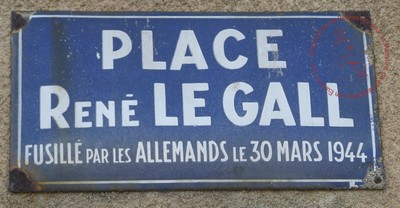 PLACE
RENÉ LE GALL
FUSILLÉ PAR LES ALLEMANDS LE 30 MARS 1944